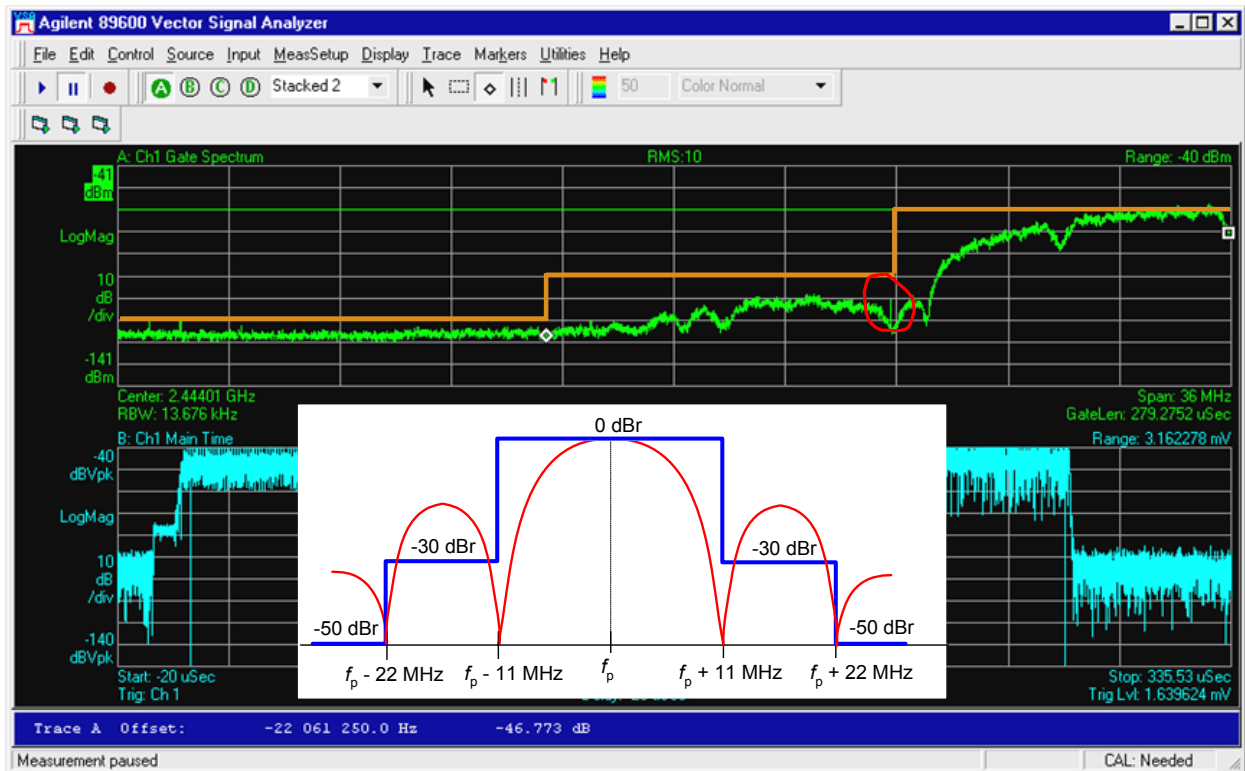 Agilent 89600 Vector Signal Analyzer
File Edit Control Source Input MeasSetup Display Trace Markers Utilities Help
A B C D Stacked 2 50 Color Normal
A: Ch1 Gate Spectrum RMS:10 Range: -40 dBm
-41
dBm
LogMag
10
dB
/div
-141
dBm
Center: 2.44401 GHz Span: 36 MHz
RBW: 13.676 kHz GateLen: 279.2752 uSec
B: Ch1 Main Time Range: 3.162278 mV
-40
dBVpk
LogMag
10
dB
/div
-140
dBVpk
0 dBr
-30 dBr -30 dBr
-50 dBr -50 dBr
fp - 22 MHz fp - 11 MHz fp fp + 11 MHz fp + 22 MHz
Start: -20 uSec Stop: 335.53 uSec
Trig: Ch 1 Trig Lvl: 1.639624 mV
Trace A Offset: -22 061 250.0 Hz -46.773 dB
Measurement paused CAL: Needed